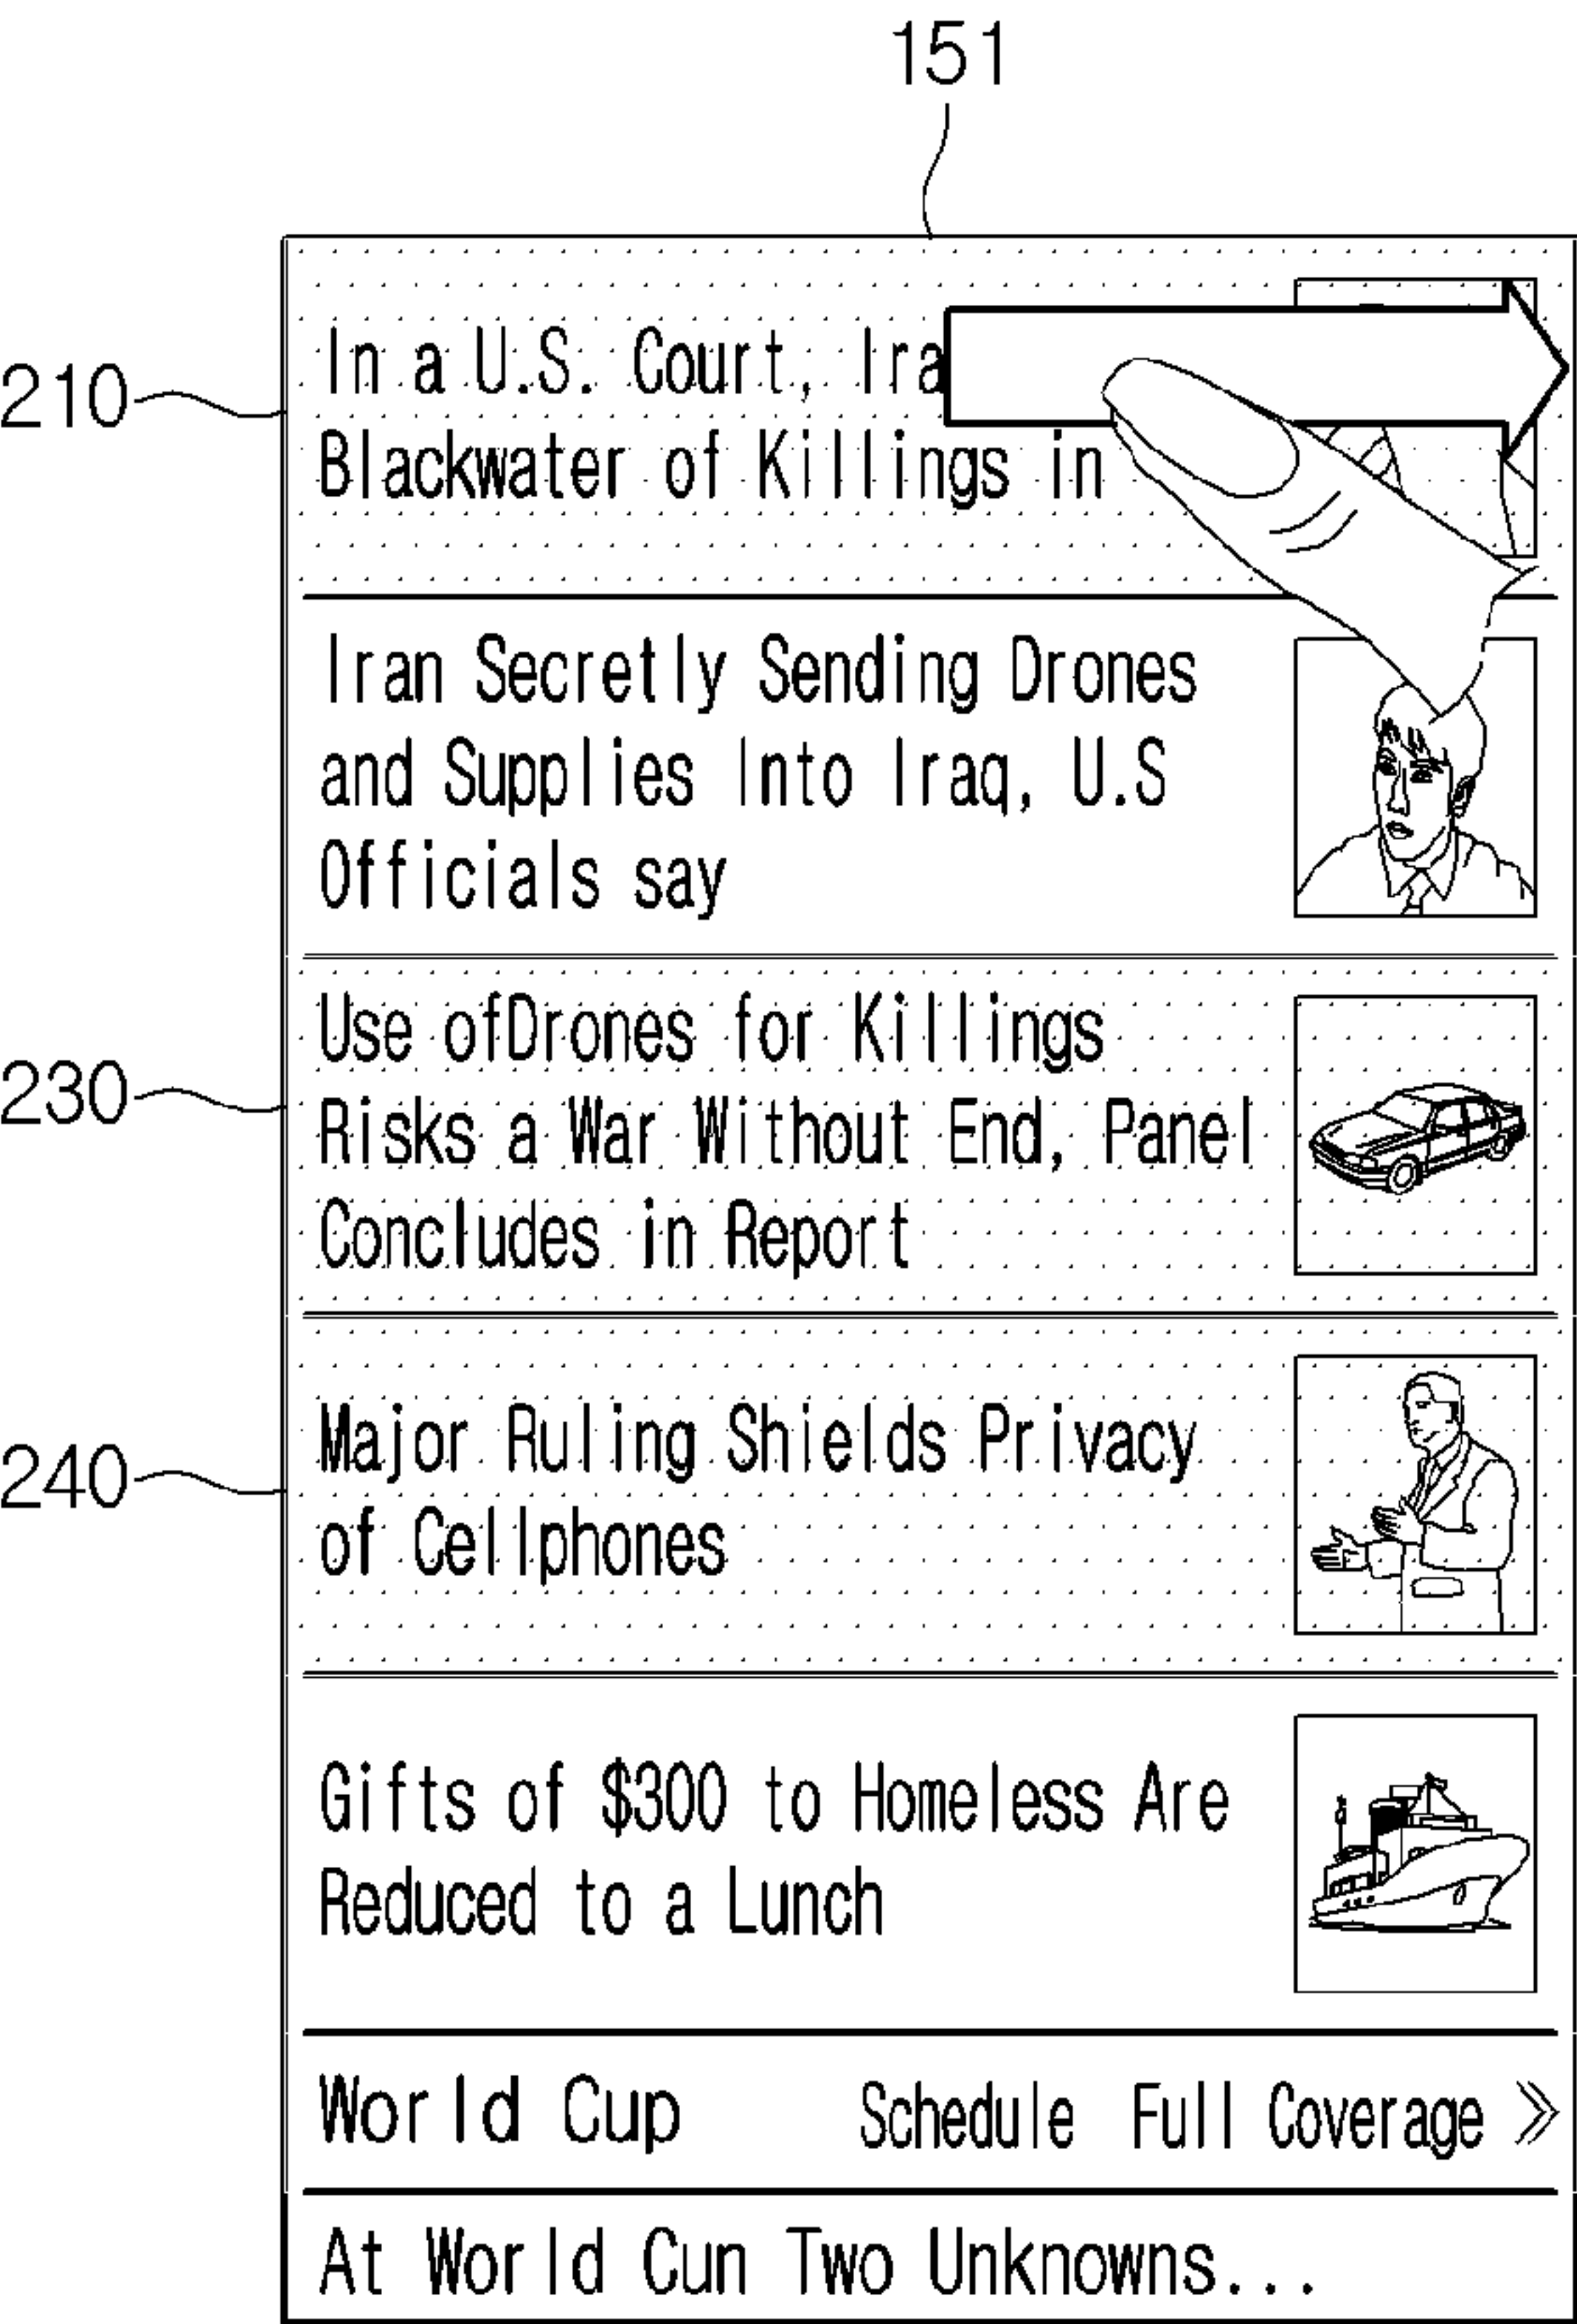 151
210
In a U.S. Court, Ira
Blackwater of Killings in
Iran Secretly Sending Drones
and Supplies Into Iraq, U.S
Officials say
230
Use ofDrones for Killings
Risks a War Without End, Panel
Concludes in Report
240
Major Ruling Shields Privacy
of Cellphones
Gifts of $300 to Homeless Are
Reduced to a Lunch
World Cup Schedule Full Coverage »
At World Cun Two Unknowns...